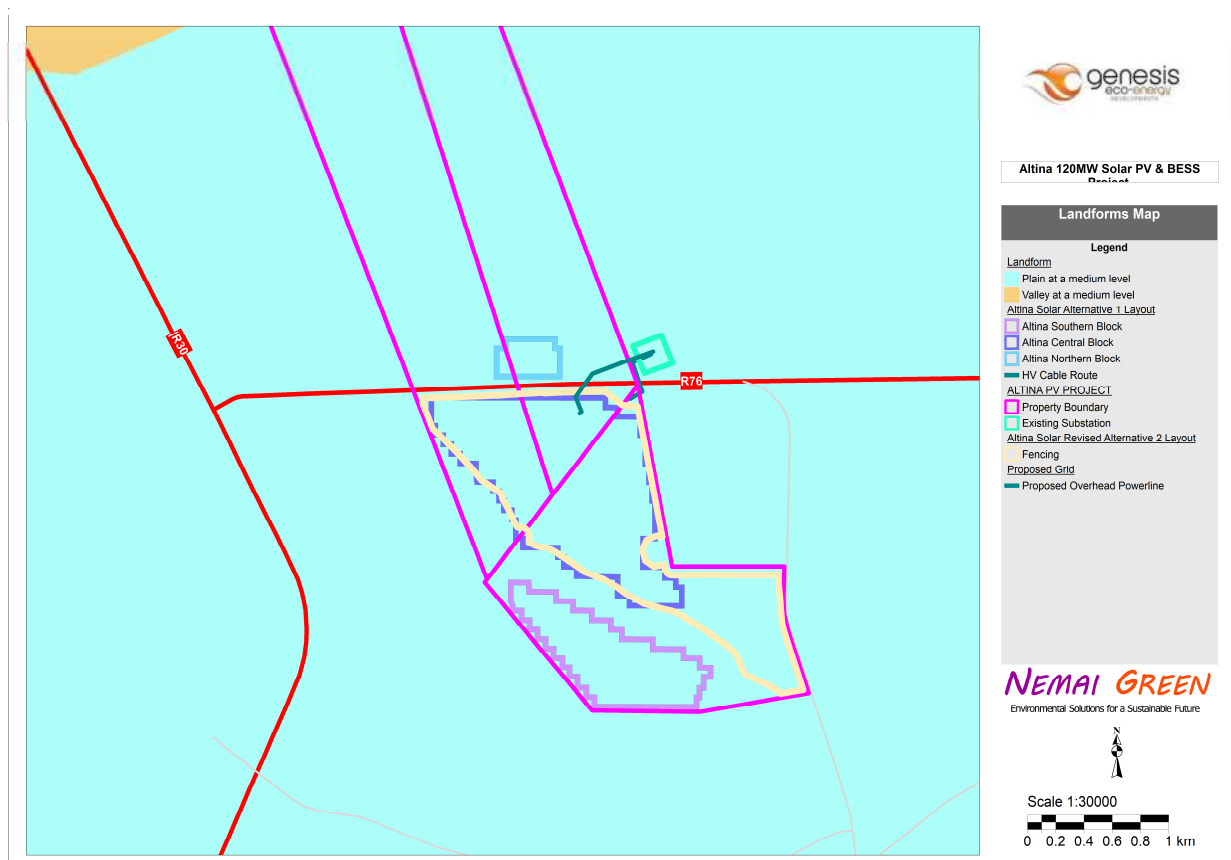 genesis
eco-energy
DEVELOPMENTS
Altina 120MW Solar PV & BESS
Project
Landforms Map
Legend
Landform
Plain at a medium level
Valley at a medium level
Altina Solar Alternative 1 Layout
Altina Southern Block
Altina Central Block
Altina Northern Block
HV Cable Route
ALTINA PV PROJECT
Property Boundary
Existing Substation
Altina Solar Revised Alternative 2 Layout
Fencing
Proposed Grid
Proposed Overhead Powerline
R30
R76
NEMAI GREEN
Environmental Solutions for a Sustainable Future
N
Scale 1:30000
0 0.2 0.4 0.6 0.8 1 km